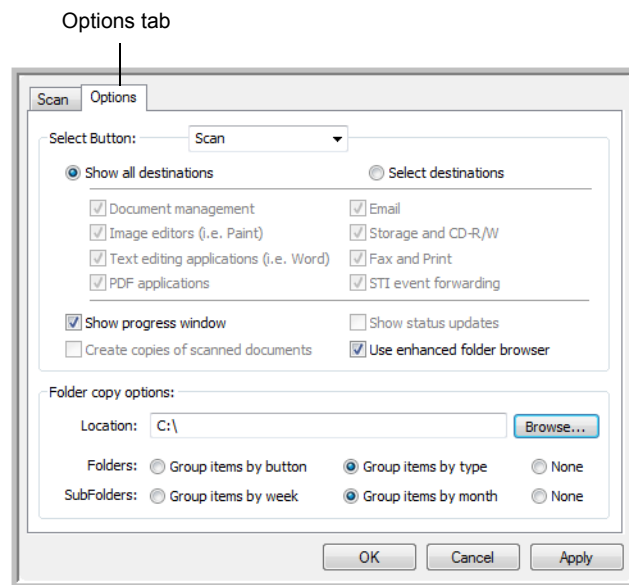 Options tab
Scan Options
Select Button: Scan
Show all destinations Select destinations
Document management Email
Image editors (i.e. Paint) Storage and CD-R/W
Text editing applications (i.e. Word) Fax and Print
PDF applications STI event forwarding
Show progress window Show status updates
Create copies of scanned documents Use enhanced folder browser
Folder copy options:
Location: C:\ Browse...
Folders: Group items by button Group items by type None
SubFolders: Group items by week Group items by month None
OK Cancel Apply